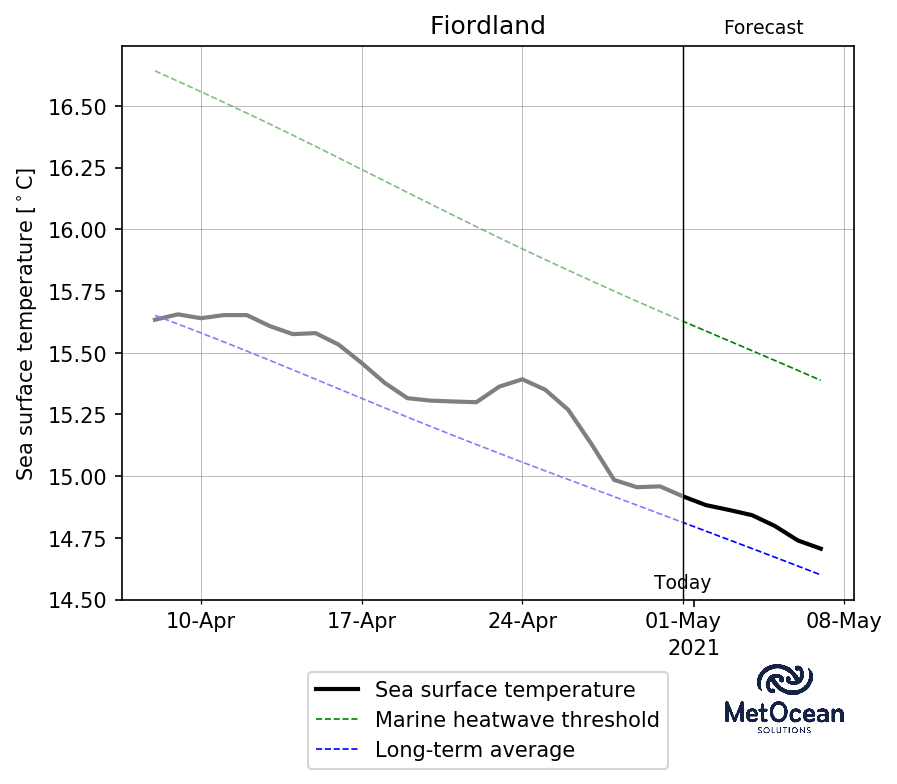 Fiordland
Forecast
Sea surface temperature [°C]
16.50
16.25
16.00
15.75
15.50
15.25
15.00
14.75
14.50
Today
10-Apr
17-Apr
24-Apr
01-May
08-May
2021
Sea surface temperature
Marine heatwave threshold
Long-term average
MetOcean
SOLUTIONS